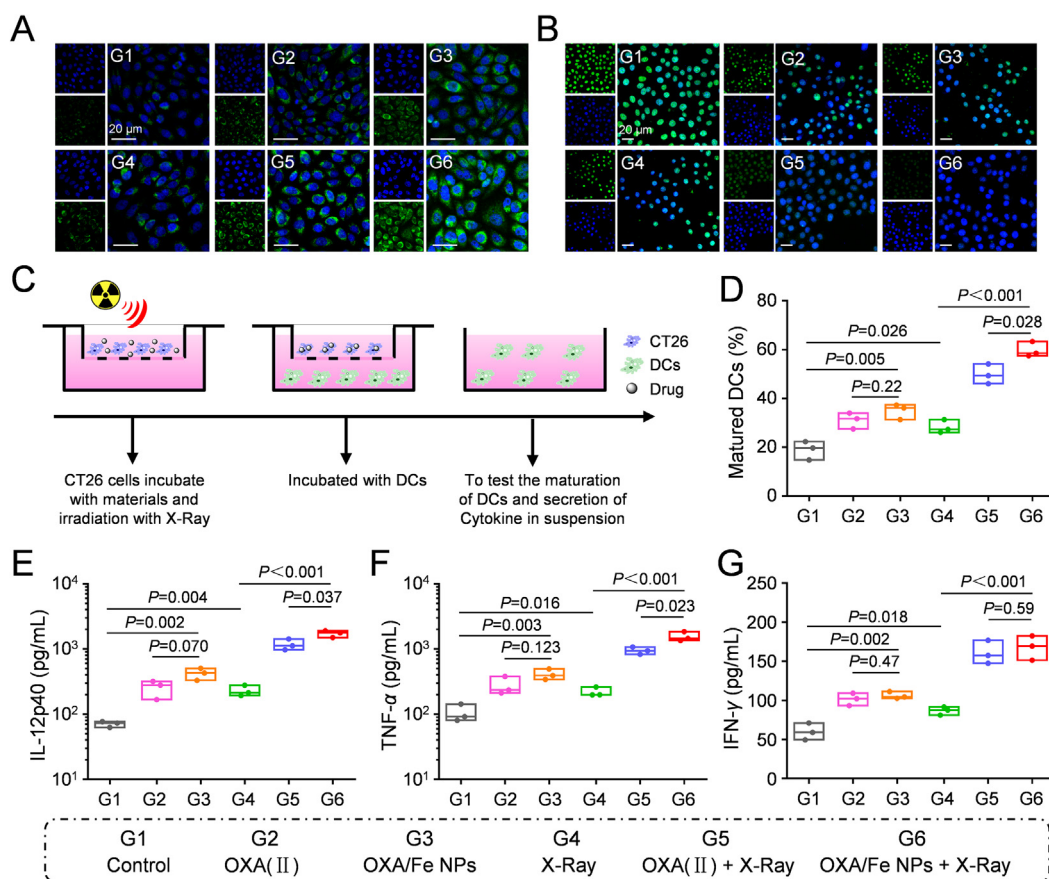 A
G1
20 μm
G2
G3
G4
G5
G6
B
G1
20 μm
G2
G3
G4
G5
G6
C
CT26
DCs
Drug
CT26 cells incubate
with materials and
irradiation with X-Ray
Incubated with DCs
To test the maturation
of DCs and secretion of
Cytokine in suspension
D
Matured DCs (%)
80
60
40
20
0
P<0.001
P=0.026
P=0.028
P=0.005
P=0.22
G1 G2 G3 G4 G5 G6
E
IL-12p40 (pg/mL)
10⁴
10³
10²
10¹
P<0.001
P=0.004
P=0.037
P=0.002
P=0.070
G1 G2 G3 G4 G5 G6
F
TNF-α (pg/mL)
10⁴
10³
10²
10¹
P<0.001
P=0.016
P=0.023
P=0.003
P=0.123
G1 G2 G3 G4 G5 G6
G
IFN-γ (pg/mL)
250
200
150
100
50
0
P<0.001
P=0.018
P=0.59
P=0.002
P=0.47
G1 G2 G3 G4 G5 G6
G1 G2 G3 G4 G5 G6
Control OXA(Ⅱ) OXA/Fe NPs X-Ray OXA(Ⅱ) + X-Ray OXA/Fe NPs + X-Ray